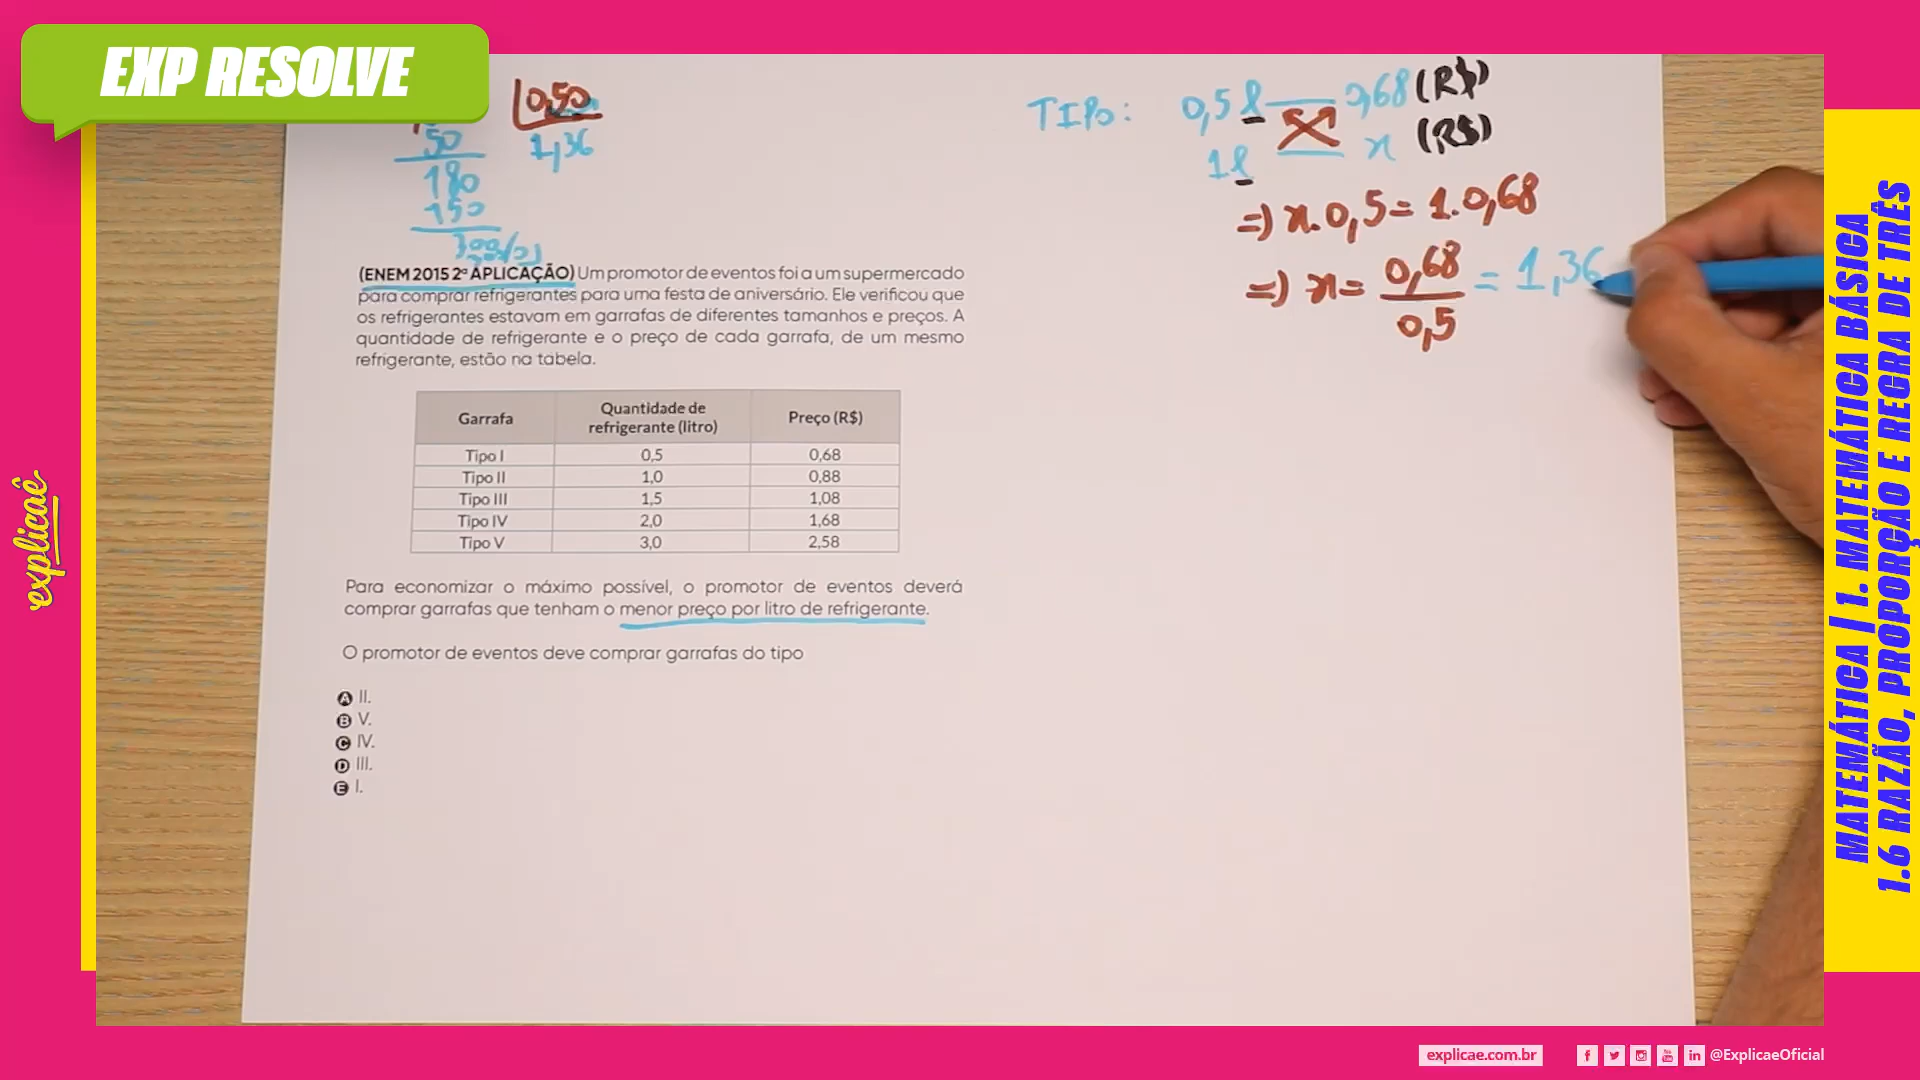 EXP RESOLVE
0,50
50
1,36
180
150
300
TIPO: 0,5 l 0,68 (R$)
1 l x (R$)
=> x.0,5 = 1.0,68
=> x = 0,68 / 0,5 = 1,36
(ENEM 2015 2ª APLICAÇÃO) Um promotor de eventos foi a um supermercado
para comprar refrigerantes para uma festa de aniversário. Ele verificou que
os refrigerantes estavam em garrafas de diferentes tamanhos e preços. A
quantidade de refrigerante e o preço de cada garrafa, de um mesmo
refrigerante, estão na tabela.
Garrafa Quantidade de refrigerante (litro) Preço (R$)
Tipo I 0,5 0,68
Tipo II 1,0 0,88
Tipo III 1,5 1,08
Tipo IV 2,0 1,68
Tipo V 3,0 2,58
Para economizar o máximo possível, o promotor de eventos deverá
comprar garrafas que tenham o menor preço por litro de refrigerante.
O promotor de eventos deve comprar garrafas do tipo
A II.
B V.
C IV.
D III.
E I.
explicaê
MATEMÁTICA | 1. MATEMÁTICA BÁSICA
1.6 RAZÃO, PROPORÇÃO E REGRA DE TRÊS
explicae.com.br
@ExplicaeOficial